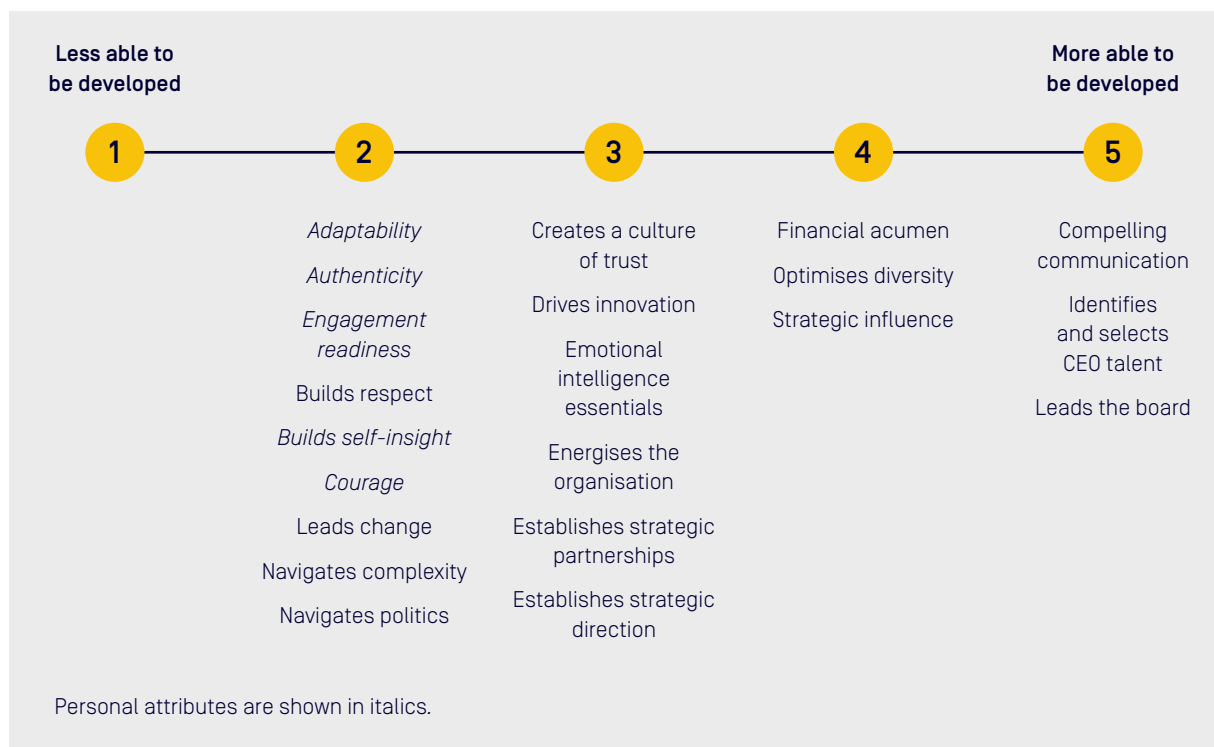 Less able to
be developed
More able to
be developed
1
2
3
4
5
Adaptability
Authenticity
Engagement
readiness
Builds respect
Builds self-insight
Courage
Leads change
Navigates complexity
Navigates politics
Creates a culture
of trust
Drives innovation
Emotional
intelligence
essentials
Energises the
organisation
Establishes strategic
partnerships
Establishes strategic
direction
Financial acumen
Optimises diversity
Strategic influence
Compelling
communication
Identifies
and selects
CEO talent
Leads the board
Personal attributes are shown in italics.